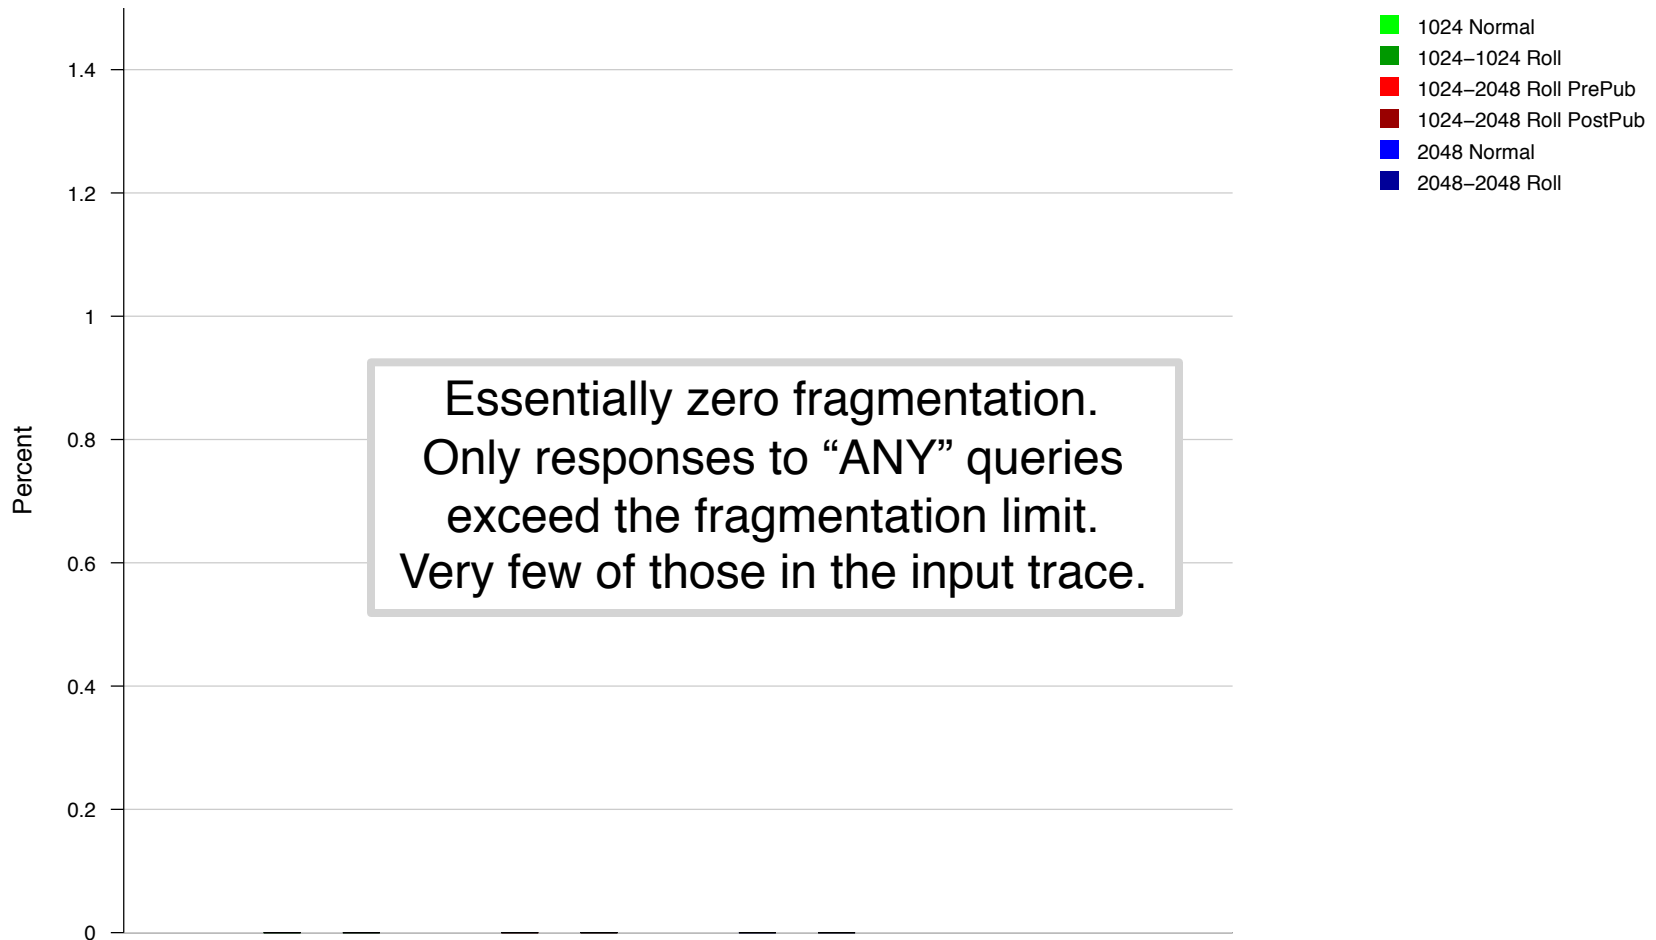 1024 Normal
1024–1024 Roll
1024–2048 Roll PrePub
1024–2048 Roll PostPub
2048 Normal
2048–2048 Roll
Percent
1.4
1.2
1
0.8
0.6
0.4
0.2
0
Essentially zero fragmentation.
Only responses to “ANY” queries
exceed the fragmentation limit.
Very few of those in the input trace.